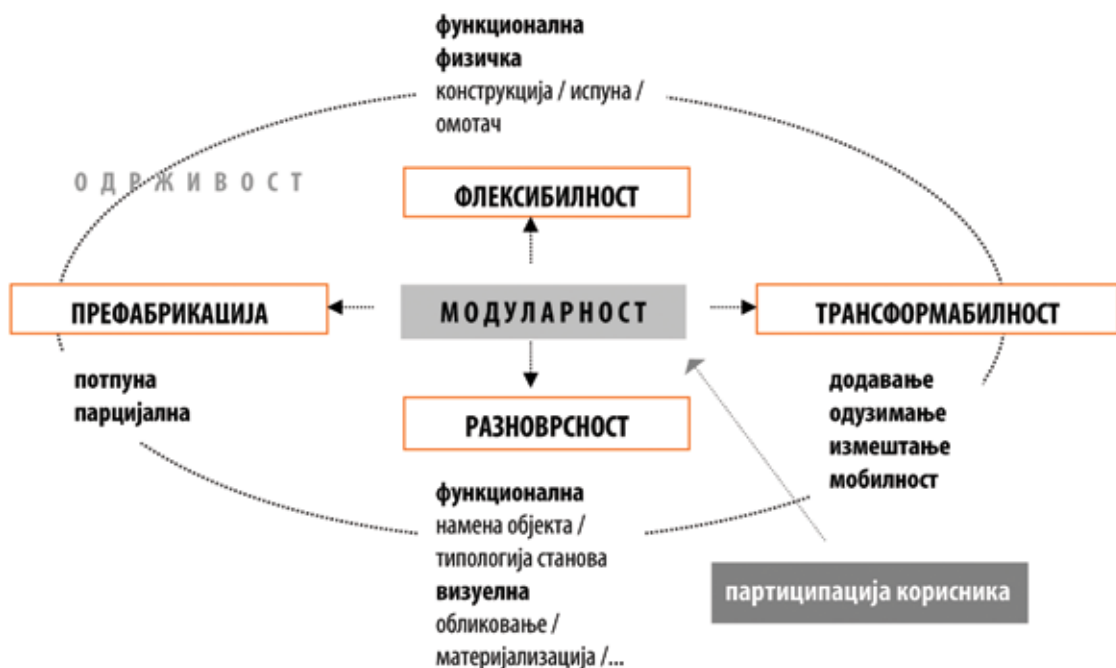 функционална
физичка
конструкција / испуна /
омотач
ОДРЖИВОСТ
ФЛЕКСИБИЛНОСТ
ПРЕФАБРИКАЦИЈА
МОДУЛАРНОСТ
ТРАНСФОРМАБИЛНОСТ
потпуна
парцијална
РАЗНОВРСНОСТ
додавање
одузимање
измештање
мобилност
функционална
намена објекта /
типологија станова
визуелна
обликовање /
материјализација /...
партиципација корисника